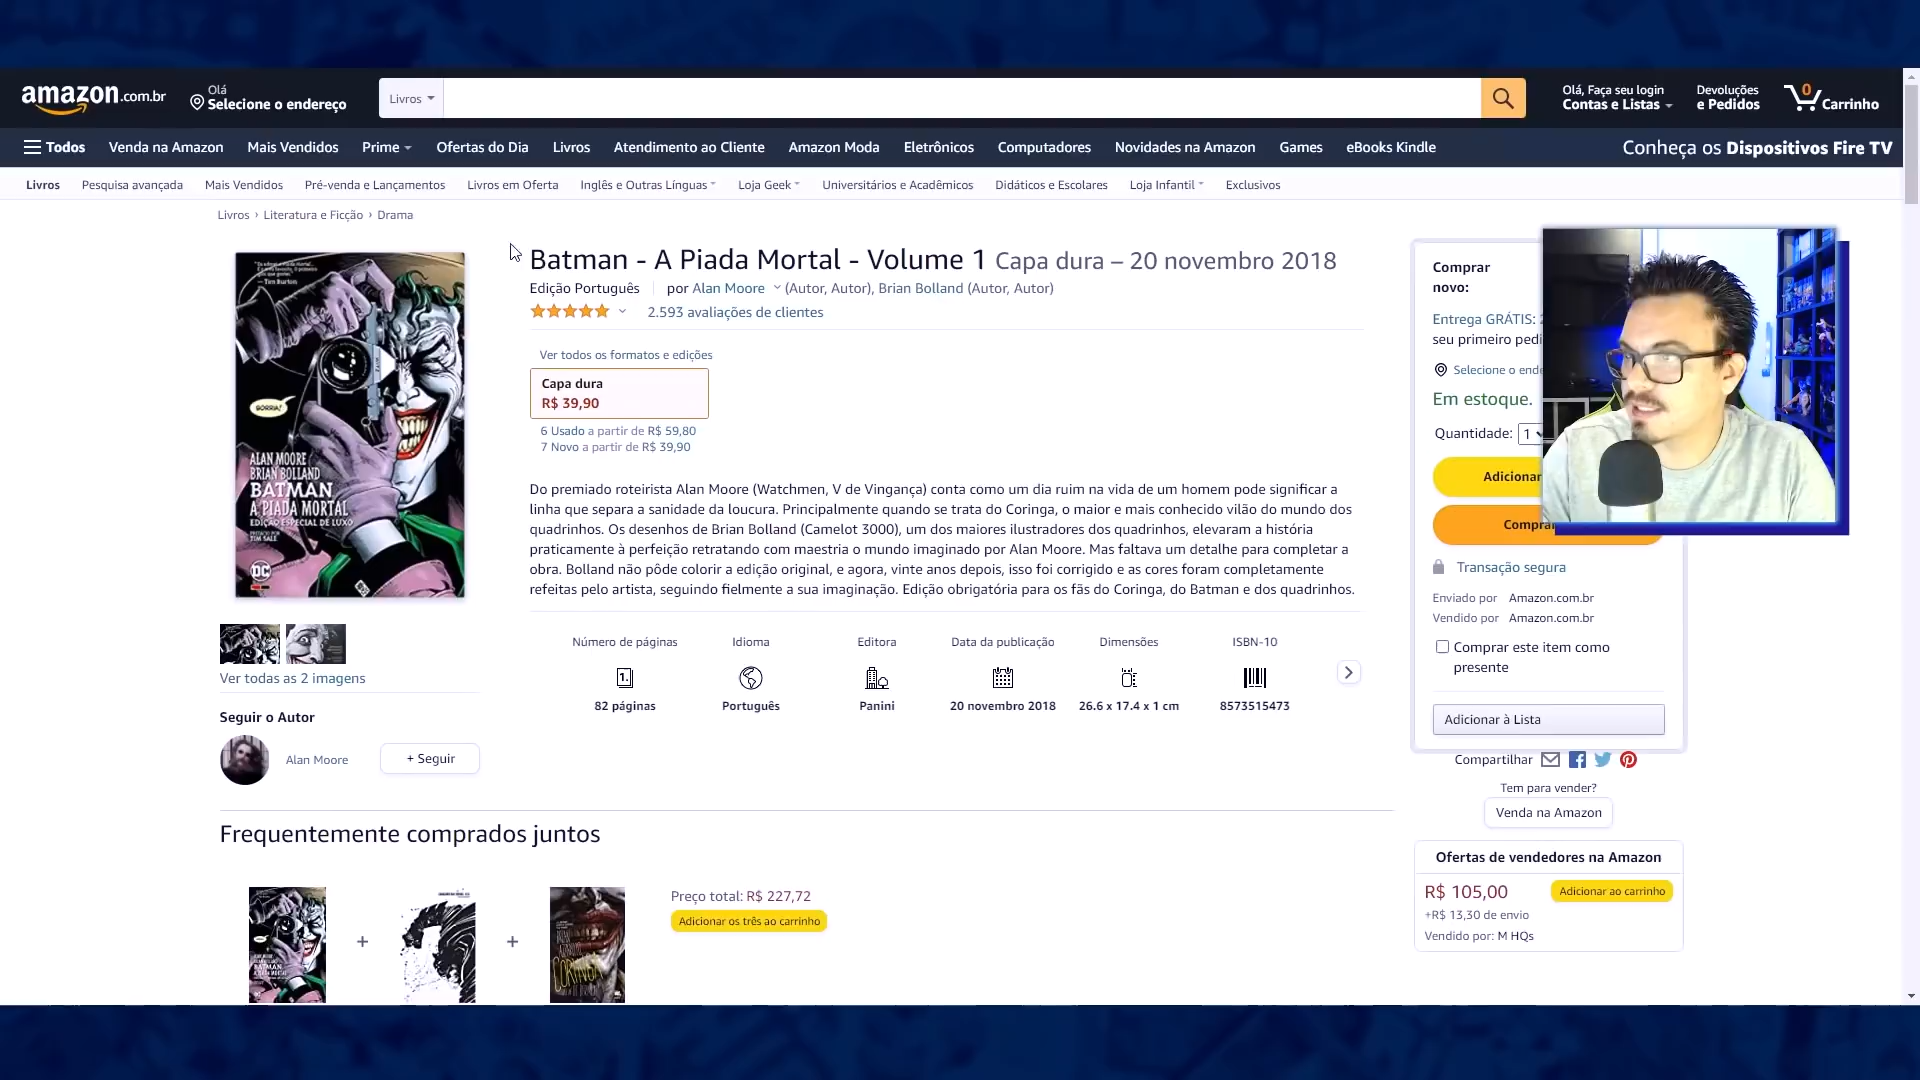 amazon.com.br
Olá
Selecione o endereço
Livros
Olá, Faça seu login
Contas e Listas
Devoluções
e Pedidos
0
Carrinho
Todos
Venda na Amazon
Mais Vendidos
Prime
Ofertas do Dia
Livros
Atendimento ao Cliente
Amazon Moda
Eletrônicos
Computadores
Novidades na Amazon
Games
eBooks Kindle
Conheça os Dispositivos Fire TV
Livros
Pesquisa avançada
Mais Vendidos
Pré-venda e Lançamentos
Livros em Oferta
Inglês e Outras Línguas
Loja Geek
Universitários e Acadêmicos
Didáticos e Escolares
Loja Infantil
Exclusivos
Livros › Literatura e Ficção › Drama
— Tim Burton
SORRIA!
ALAN MOORE
BRIAN BOLLAND
BATMAN
A PIADA MORTAL
EDIÇÃO ESPECIAL DE LUXO
PREFÁCIO POR
TIM SALE
DC
Ver todas as 2 imagens
Seguir o Autor
Alan Moore
+ Seguir
Batman - A Piada Mortal - Volume 1 Capa dura – 20 novembro 2018
Edição Português | por Alan Moore (Autor, Autor), Brian Bolland (Autor, Autor)
2.593 avaliações de clientes
Ver todos os formatos e edições
Capa dura
R$ 39,90
6 Usado a partir de R$ 59,80
7 Novo a partir de R$ 39,90
Do premiado roteirista Alan Moore (Watchmen, V de Vingança) conta como um dia ruim na vida de um homem pode significar a
linha que separa a sanidade da loucura. Principalmente quando se trata do Coringa, o maior e mais conhecido vilão do mundo dos
quadrinhos. Os desenhos de Brian Bolland (Camelot 3000), um dos maiores ilustradores dos quadrinhos, elevaram a história
praticamente à perfeição retratando com maestria o mundo imaginado por Alan Moore. Mas faltava um detalhe para completar a
obra. Bolland não pôde colorir a edição original, e agora, vinte anos depois, isso foi corrigido e as cores foram completamente
refeitas pelo artista, seguindo fielmente a sua imaginação. Edição obrigatória para os fãs do Coringa, do Batman e dos quadrinhos.
Número de páginas
82 páginas
Idioma
Português
Editora
Panini
Data da publicação
20 novembro 2018
Dimensões
26.6 x 17.4 x 1 cm
ISBN-10
8573515473
Comprar
novo:
Entrega GRÁTIS:
seu primeiro pedi
Selecione o ende
Em estoque.
Quantidade: 1
Adicionar
Comprar
Transação segura
Enviado por Amazon.com.br
Vendido por Amazon.com.br
Comprar este item como
presente
Adicionar à Lista
Compartilhar
Tem para vender?
Venda na Amazon
Ofertas de vendedores na Amazon
R$ 105,00
Adicionar ao carrinho
+R$ 13,30 de envio
Vendido por: M HQs
Frequentemente comprados juntos
BATMAN
A PIADA MORTAL
+
+
CORINGA
Preço total: R$ 227,72
Adicionar os três ao carrinho